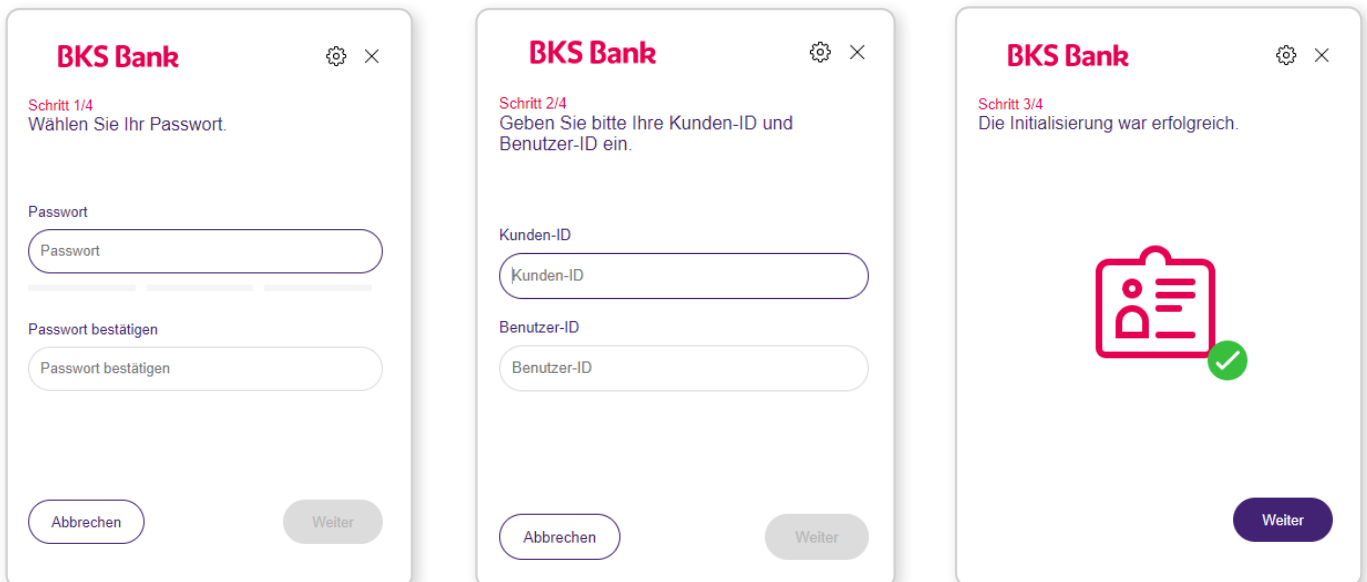 BKS Bank
Schritt 1/4
Wählen Sie Ihr Passwort.
Passwort
Passwort
Passwort bestätigen
Passwort bestätigen
Abbrechen
Weiter
BKS Bank
Schritt 2/4
Geben Sie bitte Ihre Kunden-ID und
Benutzer-ID ein.
Kunden-ID
Kunden-ID
Benutzer-ID
Benutzer-ID
Abbrechen
Weiter
BKS Bank
Schritt 3/4
Die Initialisierung war erfolgreich.
Weiter